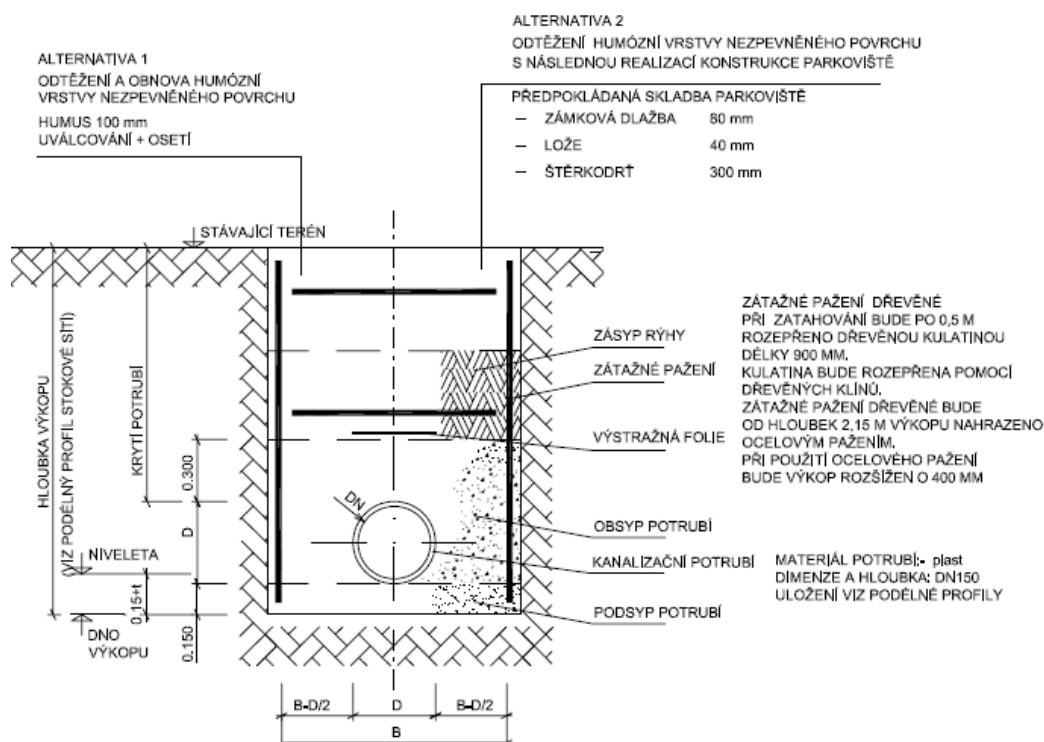 ALTERNATIVA 1
ODTĚŽENÍ A OBNOVA HUMÓZNÍ
VRSTVY NEZPEVNĚNÉHO POVRCHU
HUMUS 100 mm
UVÁLCOVÁNÍ + OSETÍ
ALTERNATIVA 2
ODTĚŽENÍ HUMÓZNÍ VRSTVY NEZPEVNĚNÉHO POVRCHU
S NÁSLEDNOU REALIZACÍ KONSTRUKCE PARKOVIŠTĚ
PŘEDPOKLÁDANÁ SKLADBA PARKOVIŠTĚ
– ZÁMKOVÁ DLAŽBA 80 mm
– LOŽE 40 mm
– ŠTĚRKODRŤ 300 mm
STÁVAJÍCÍ TERÉN
HLOUBKA VÝKOPU
(VIZ PODÉLNÝ PROFIL STOKOVÉ SÍTĚ)
KRYTÍ POTRUBÍ
0.300
D
DN
NIVELETA
0.15+t
0.150
DNO
VÝKOPU
ZÁSYP RÝHY
ZÁTAŽNÉ PAŽENÍ
VÝSTRAŽNÁ FOLIE
OBSYP POTRUBÍ
KANALIZAČNÍ POTRUBÍ
PODSYP POTRUBÍ
ZÁTAŽNÉ PAŽENÍ DŘEVĚNÉ
PŘI ZATAHOVÁNÍ BUDE PO 0,5 M
ROZEPŘENO DŘEVĚNOU KULATINOU
DÉLKY 900 MM.
KULATINA BUDE ROZEPŘENA POMOCÍ
DŘEVĚNÝCH KLÍNŮ.
ZÁTAŽNÉ PAŽENÍ DŘEVĚNÉ BUDE
OD HLOUBEK 2,15 M VÝKOPU NAHRAZENO
OCELOVÝM PAŽENÍM.
PŘI POUŽITÍ OCELOVÉHO PAŽENÍ
BUDE VÝKOP ROZŠÍŽEN O 400 MM
MATERIÁL POTRUBÍ:- plast
DIMENZE A HLOUBKA: DN150
ULOŽENÍ VIZ PODÉLNÉ PROFILY
B-D/2
D
B-D/2
B